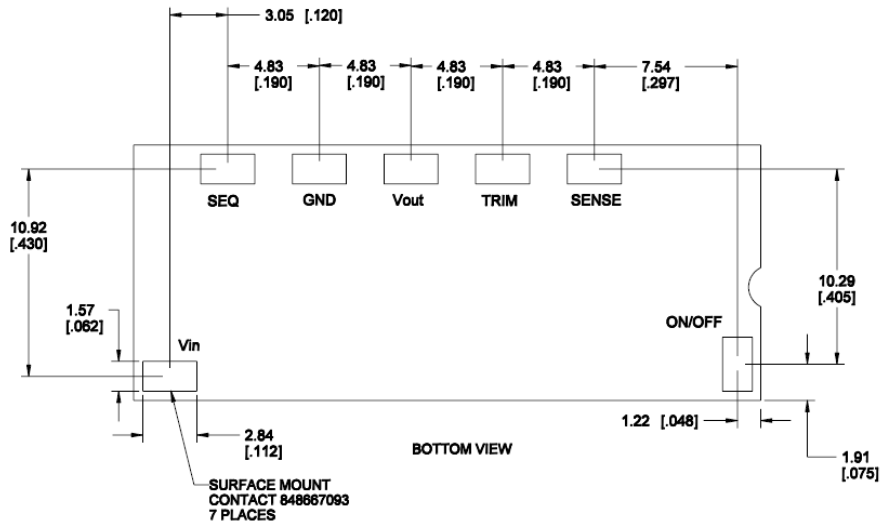 3.05 [.120]
4.83
[.190]
4.83
[.190]
4.83
[.190]
4.83
[.190]
7.54
[.297]
SEQ
GND
Vout
TRIM
SENSE
10.92
[.430]
10.29
[.405]
1.57
[.062]
Vin
ON/OFF
2.84
[.112]
BOTTOM VIEW
1.22 [.048]
1.91
[.075]
SURFACE MOUNT
CONTACT 848667093
7 PLACES